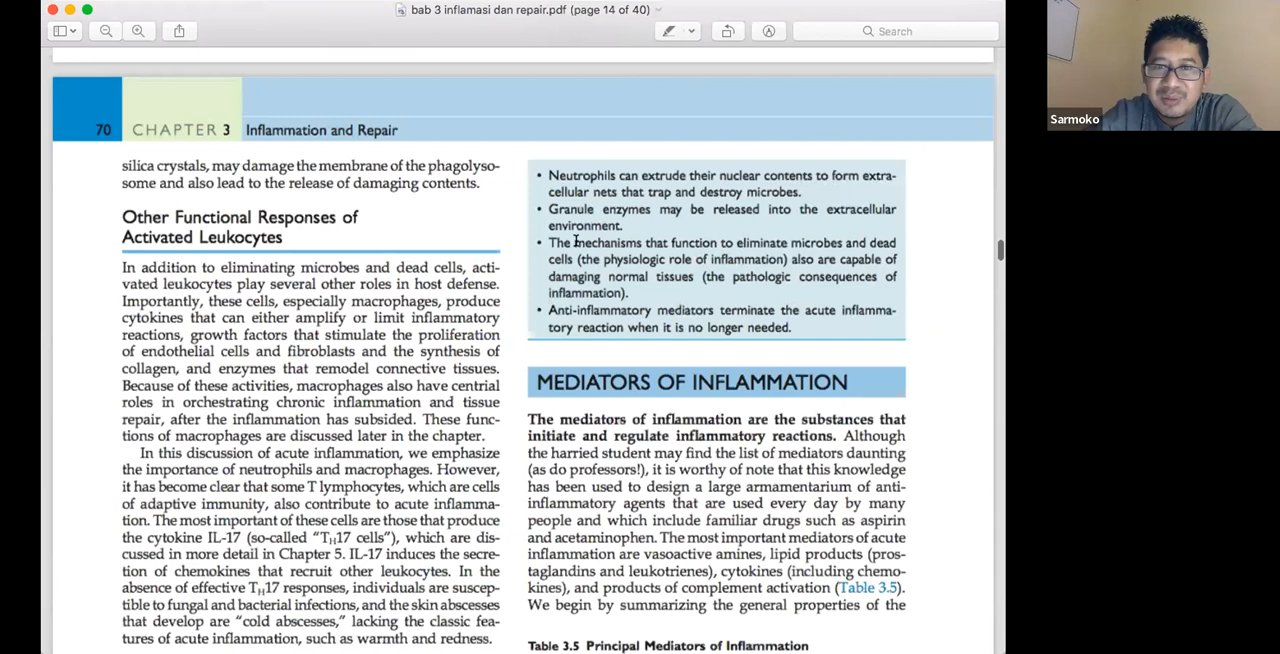 bab 3 inflamasi dan repair.pdf (page 14 of 40)
Search
Sarmoko
70 CHAPTER 3 Inflammation and Repair
silica crystals, may damage the membrane of the phagolyso-
some and also lead to the release of damaging contents.
Other Functional Responses of
Activated Leukocytes
In addition to eliminating microbes and dead cells, acti-
vated leukocytes play several other roles in host defense.
Importantly, these cells, especially macrophages, produce
cytokines that can either amplify or limit inflammatory
reactions, growth factors that stimulate the proliferation
of endothelial cells and fibroblasts and the synthesis of
collagen, and enzymes that remodel connective tissues.
Because of these activities, macrophages also have central
roles in orchestrating chronic inflammation and tissue
repair, after the inflammation has subsided. These func-
tions of macrophages are discussed later in the chapter.
In this discussion of acute inflammation, we emphasize
the importance of neutrophils and macrophages. However,
it has become clear that some T lymphocytes, which are cells
of adaptive immunity, also contribute to acute inflamma-
tion. The most important of these cells are those that produce
the cytokine IL-17 (so-called “TH17 cells”), which are dis-
cussed in more detail in Chapter 5. IL-17 induces the secre-
tion of chemokines that recruit other leukocytes. In the
absence of effective TH17 responses, individuals are suscep-
tible to fungal and bacterial infections, and the skin abscesses
that develop are “cold abscesses,” lacking the classic fea-
tures of acute inflammation, such as warmth and redness.
• Neutrophils can extrude their nuclear contents to form extra-
cellular nets that trap and destroy microbes.
• Granule enzymes may be released into the extracellular
environment.
• The mechanisms that function to eliminate microbes and dead
cells (the physiologic role of inflammation) also are capable of
damaging normal tissues (the pathologic consequences of
inflammation).
• Anti-inflammatory mediators terminate the acute inflamma-
tory reaction when it is no longer needed.
MEDIATORS OF INFLAMMATION
The mediators of inflammation are the substances that
initiate and regulate inflammatory reactions. Although
the harried student may find the list of mediators daunting
(as do professors!), it is worthy of note that this knowledge
has been used to design a large armamentarium of anti-
inflammatory agents that are used every day by many
people and which include familiar drugs such as aspirin
and acetaminophen. The most important mediators of acute
inflammation are vasoactive amines, lipid products (pros-
taglandins and leukotrienes), cytokines (including chemo-
kines), and products of complement activation (Table 3.5).
We begin by summarizing the general properties of the
Table 3.5 Principal Mediators of Inflammation